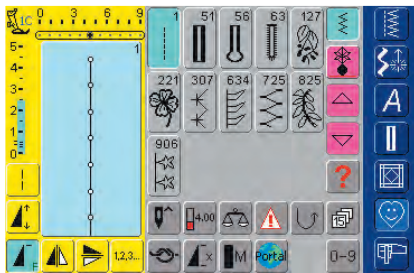 1C 0 3 6 9
1 51 56 63 127
5-
1
4-
3-
221 307 634 725 825
2-
A
1-
0-
906
?
4.00
15
F
1,2,3...
M
Portal
0-9